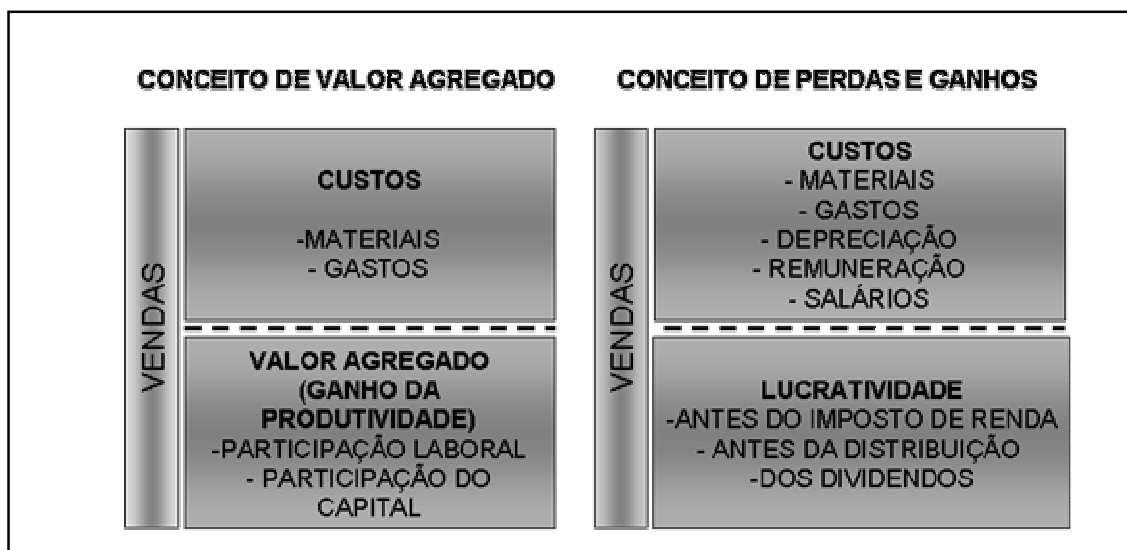 CONCEITO DE VALOR AGREGADO
VENDAS
CUSTOS
-MATERIAIS
- GASTOS
VALOR AGREGADO
(GANHO DA
PRODUTIVIDADE)
-PARTICIPAÇÃO LABORAL
- PARTICIPAÇÃO DO
CAPITAL
CONCEITO DE PERDAS E GANHOS
VENDAS
CUSTOS
- MATERIAIS
- GASTOS
- DEPRECIAÇÃO
- REMUNERAÇÃO
- SALÁRIOS
LUCRATIVIDADE
-ANTES DO IMPOSTO DE RENDA
- ANTES DA DISTRIBUIÇÃO
-DOS DIVIDENDOS